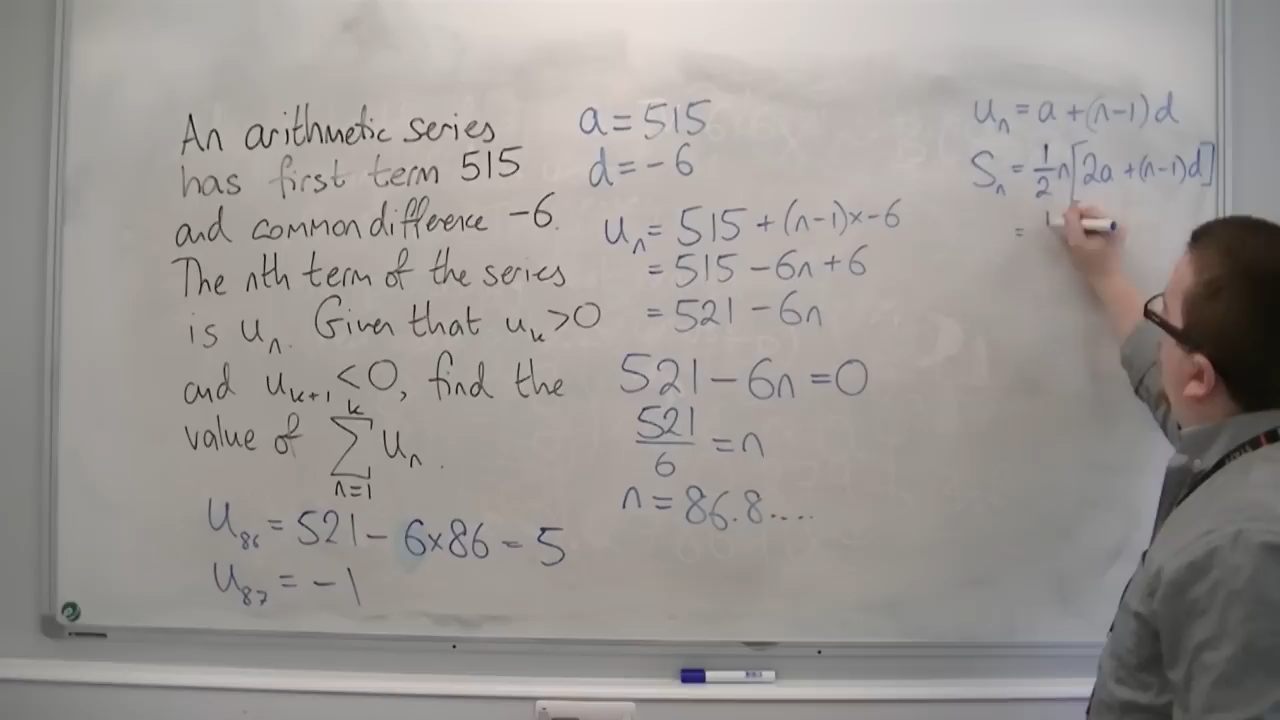 An arithmetic series
has first term 515
and common difference -6.
The nth term of the series
is uₙ. Given that uₖ>0
and uₖ₊₁<0, find the
k
value of ∑ uₙ.
n=1
U₈₆ = 521 - 6×86 = 5
U₈₇ = -1
a = 515
d = -6
uₙ = 515 + (n-1)×-6
= 515 - 6n + 6
= 521 - 6n
521 - 6n = 0
521/6 = n
n = 86.8....
uₙ = a + (n-1)d
Sₙ = 1/2 n[2a + (n-1)d]
=